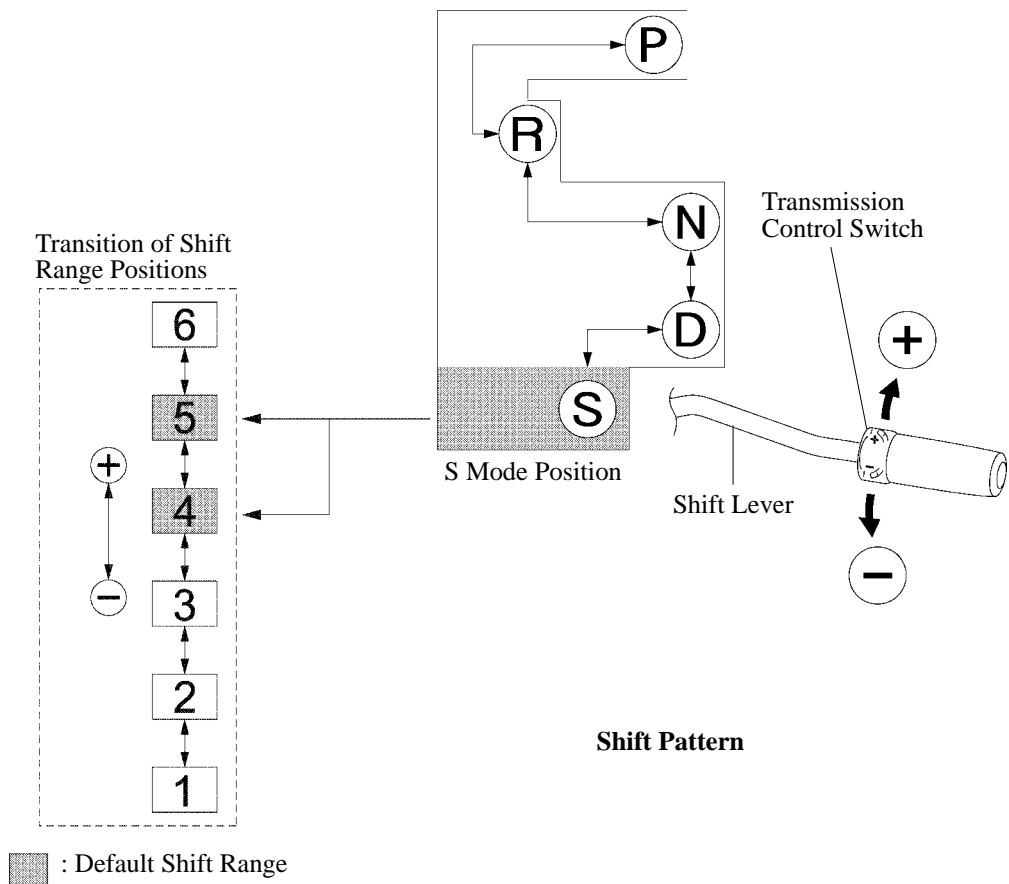 P
R
N
D
S
S Mode Position
Transition of Shift
Range Positions
6
5
4
3
2
1
+
−
Transmission
Control Switch
+
+
−
−
Shift Lever
Shift Pattern
: Default Shift Range